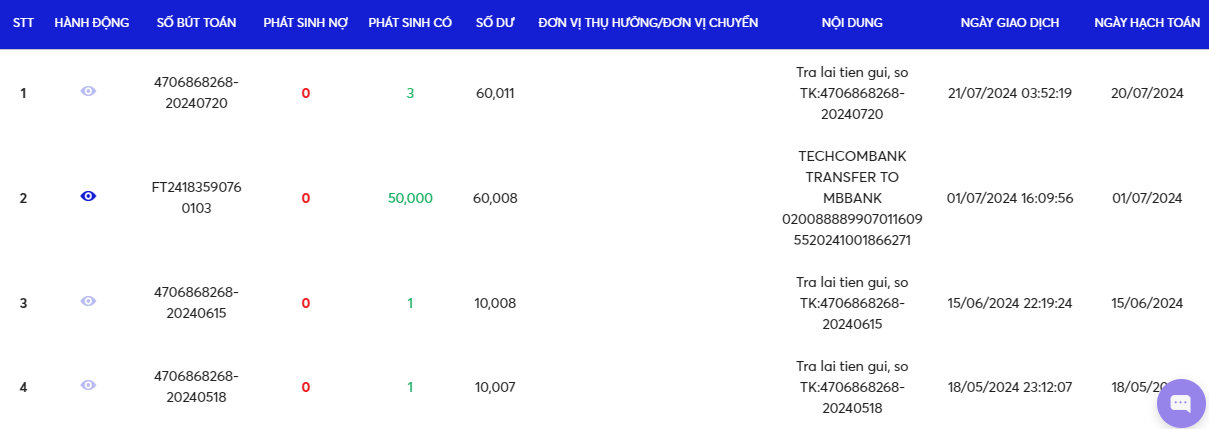 STT HÀNH ĐỘNG SỐ BÚT TOÁN PHÁT SINH NỢ PHÁT SINH CÓ SỐ DƯ ĐƠN VỊ THỤ HƯỞNG/ĐƠN VỊ CHUYỂN NỘI DUNG NGÀY GIAO DỊCH NGÀY HẠCH TOÁN
Tra lai tien gui, so
4706868268-
1 0 3 60,011 TK:4706868268- 21/07/2024 03:52:19 20/07/2024
20240720
20240720
TECHCOMBANK
TRANSFER TO
FT2418359076
2 0 50,000 60,008 MBBANK 01/07/2024 16:09:56 01/07/2024
0103
020088889907011609
5520241001866271
Tra lai tien gui, so
4706868268-
3 0 1 10,008 TK:4706868268- 15/06/2024 22:19:24 15/06/2024
20240615
20240615
Tra lai tien gui, so
4706868268-
4 0 1 10,007 TK:4706868268- 18/05/2024 23:12:07
20240518
20240518